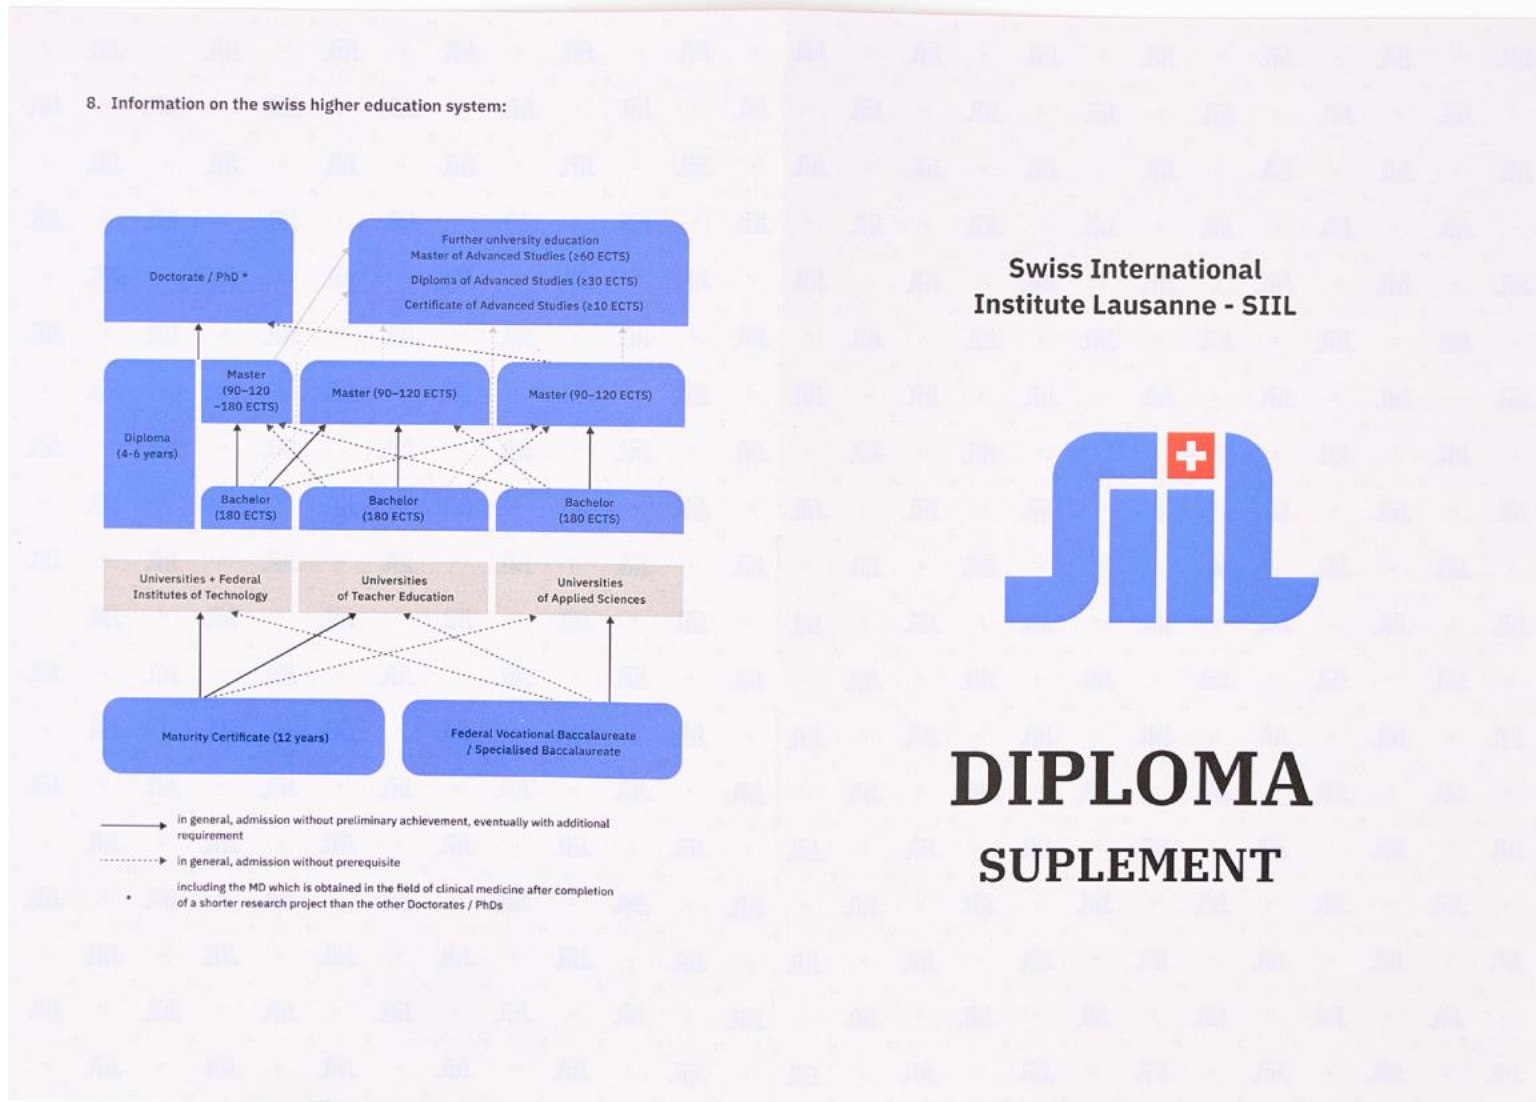 8. Information on the swiss higher education system:
Doctorate / PhD *
Further university education
Master of Advanced Studies (≥60 ECTS)
Diploma of Advanced Studies (≥30 ECTS)
Certificate of Advanced Studies (≥10 ECTS)
Diploma
(4-6 years)
Master
(90–120
–180 ECTS)
Master (90–120 ECTS)
Master (90–120 ECTS)
Bachelor
(180 ECTS)
Bachelor
(180 ECTS)
Bachelor
(180 ECTS)
Universities + Federal
Institutes of Technology
Universities
of Teacher Education
Universities
of Applied Sciences
Maturity Certificate (12 years)
Federal Vocational Baccalaureate
/ Specialised Baccalaureate
in general, admission without preliminary achievement, eventually with additional
requirement
in general, admission without prerequisite
* including the MD which is obtained in the field of clinical medicine after completion
of a shorter research project than the other Doctorates / PhDs
Swiss International
Institute Lausanne - SIIL
DIPLOMA
SUPLEMENT